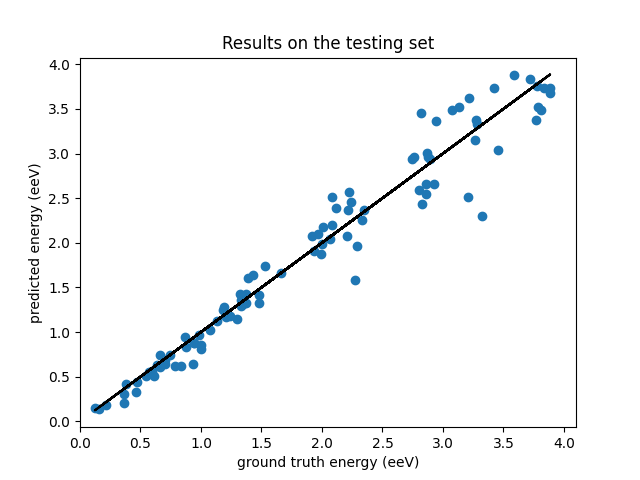 Results on the testing set
predicted energy (eeV)
4.0
3.5
3.0
2.5
2.0
1.5
1.0
0.5
0.0
0.0 0.5 1.0 1.5 2.0 2.5 3.0 3.5 4.0
ground truth energy (eeV)